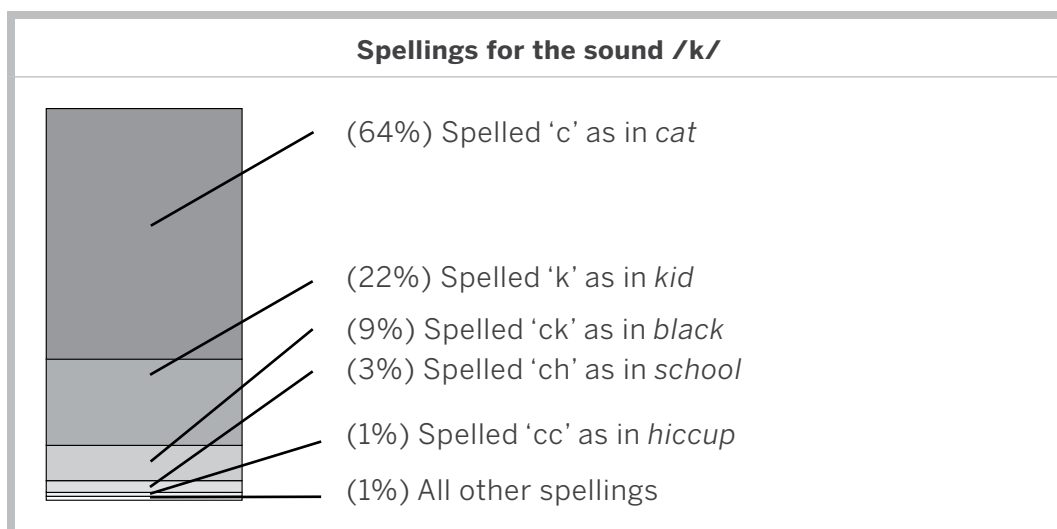 Spellings for the sound /k/
(64%) Spelled ‘c’ as in cat
(22%) Spelled ‘k’ as in kid
(9%) Spelled ‘ck’ as in black
(3%) Spelled ‘ch’ as in school
(1%) Spelled ‘cc’ as in hiccup
(1%) All other spellings